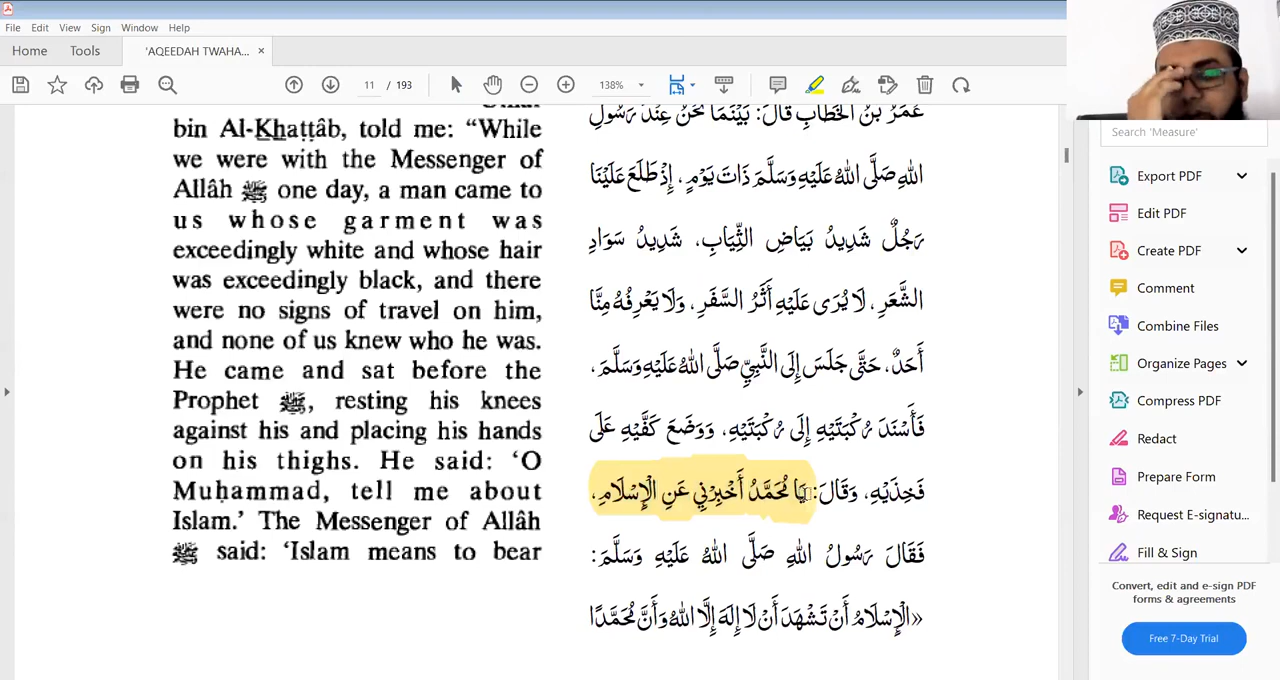 File Edit View Sign Window Help
Home Tools 'AQEEDAH TWAHA... ×
11 / 193 138%
bin Al-Khaṭṭâb, told me: "While
we were with the Messenger of
Allâh ﷺ one day, a man came to
us whose garment was
exceedingly white and whose hair
was exceedingly black, and there
were no signs of travel on him,
and none of us knew who he was.
He came and sat before the
Prophet ﷺ, resting his knees
against his and placing his hands
on his thighs. He said: 'O
Muḥammad, tell me about
Islam.' The Messenger of Allâh
ﷺ said: 'Islam means to bear
عُمَرُ بْنُ الْخَطَّابِ قَالَ: بَيْنَمَا نَحْنُ عِنْدَ رَسُولِ
اللهِ صَلَّى اللهُ عَلَيْهِ وَسَلَّمَ ذَاتَ يَوْمٍ، إِذْ طَلَعَ عَلَيْنَا
رَجُلٌ شَدِيدُ بَيَاضِ الثِّيَابِ، شَدِيدُ سَوَادِ
الشَّعَرِ، لَا يُرَى عَلَيْهِ أَثَرُ السَّفَرِ، وَلَا يَعْرِفُهُ مِنَّا
أَحَدٌ، حَتَّى جَلَسَ إِلَى النَّبِيِّ صَلَّى اللهُ عَلَيْهِ وَسَلَّمَ،
فَأَسْنَدَ رُكْبَتَيْهِ إِلَى رُكْبَتَيْهِ، وَوَضَعَ كَفَّيْهِ عَلَى
فَخِذَيْهِ، وَقَالَ: يَا مُحَمَّدُ أَخْبِرْنِي عَنِ الْإِسْلَامِ،
فَقَالَ رَسُولُ اللهِ صَلَّى اللهُ عَلَيْهِ وَسَلَّمَ:
«الْإِسْلَامُ أَنْ تَشْهَدَ أَنْ لَا إِلَهَ إِلَّا اللهُ وَأَنَّ مُحَمَّدًا
Search 'Measure'
Export PDF
Edit PDF
Create PDF
Comment
Combine Files
Organize Pages
Compress PDF
Redact
Prepare Form
Request E-signatu...
Fill & Sign
Convert, edit and e-sign PDF
forms & agreements
Free 7-Day Trial